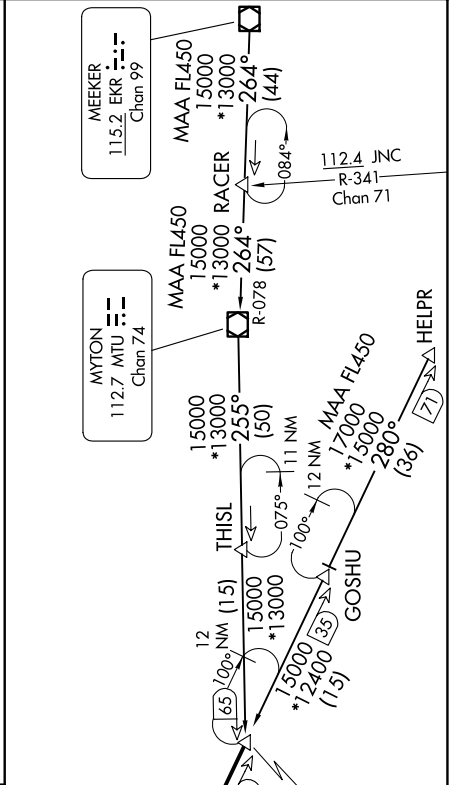 MEEKER
115.2 EKR
Chan 99
MAA FL450
15000
*13000
264°
(44)
RACER
084°
112.4 JNC
R-341
Chan 71
MAA FL450
15000
*13000
264°
(57)
MYTON
112.7 MTU
Chan 74
R-078
15000
*13000
255°
(50)
THISL
075°
11 NM
HELPR
71
MAA FL450
17000
*15000
280°
(36)
12 NM
100°
GOSHU
(15)
15000
*13000
12
NM
100°
65
35
15000
*12400
(15)